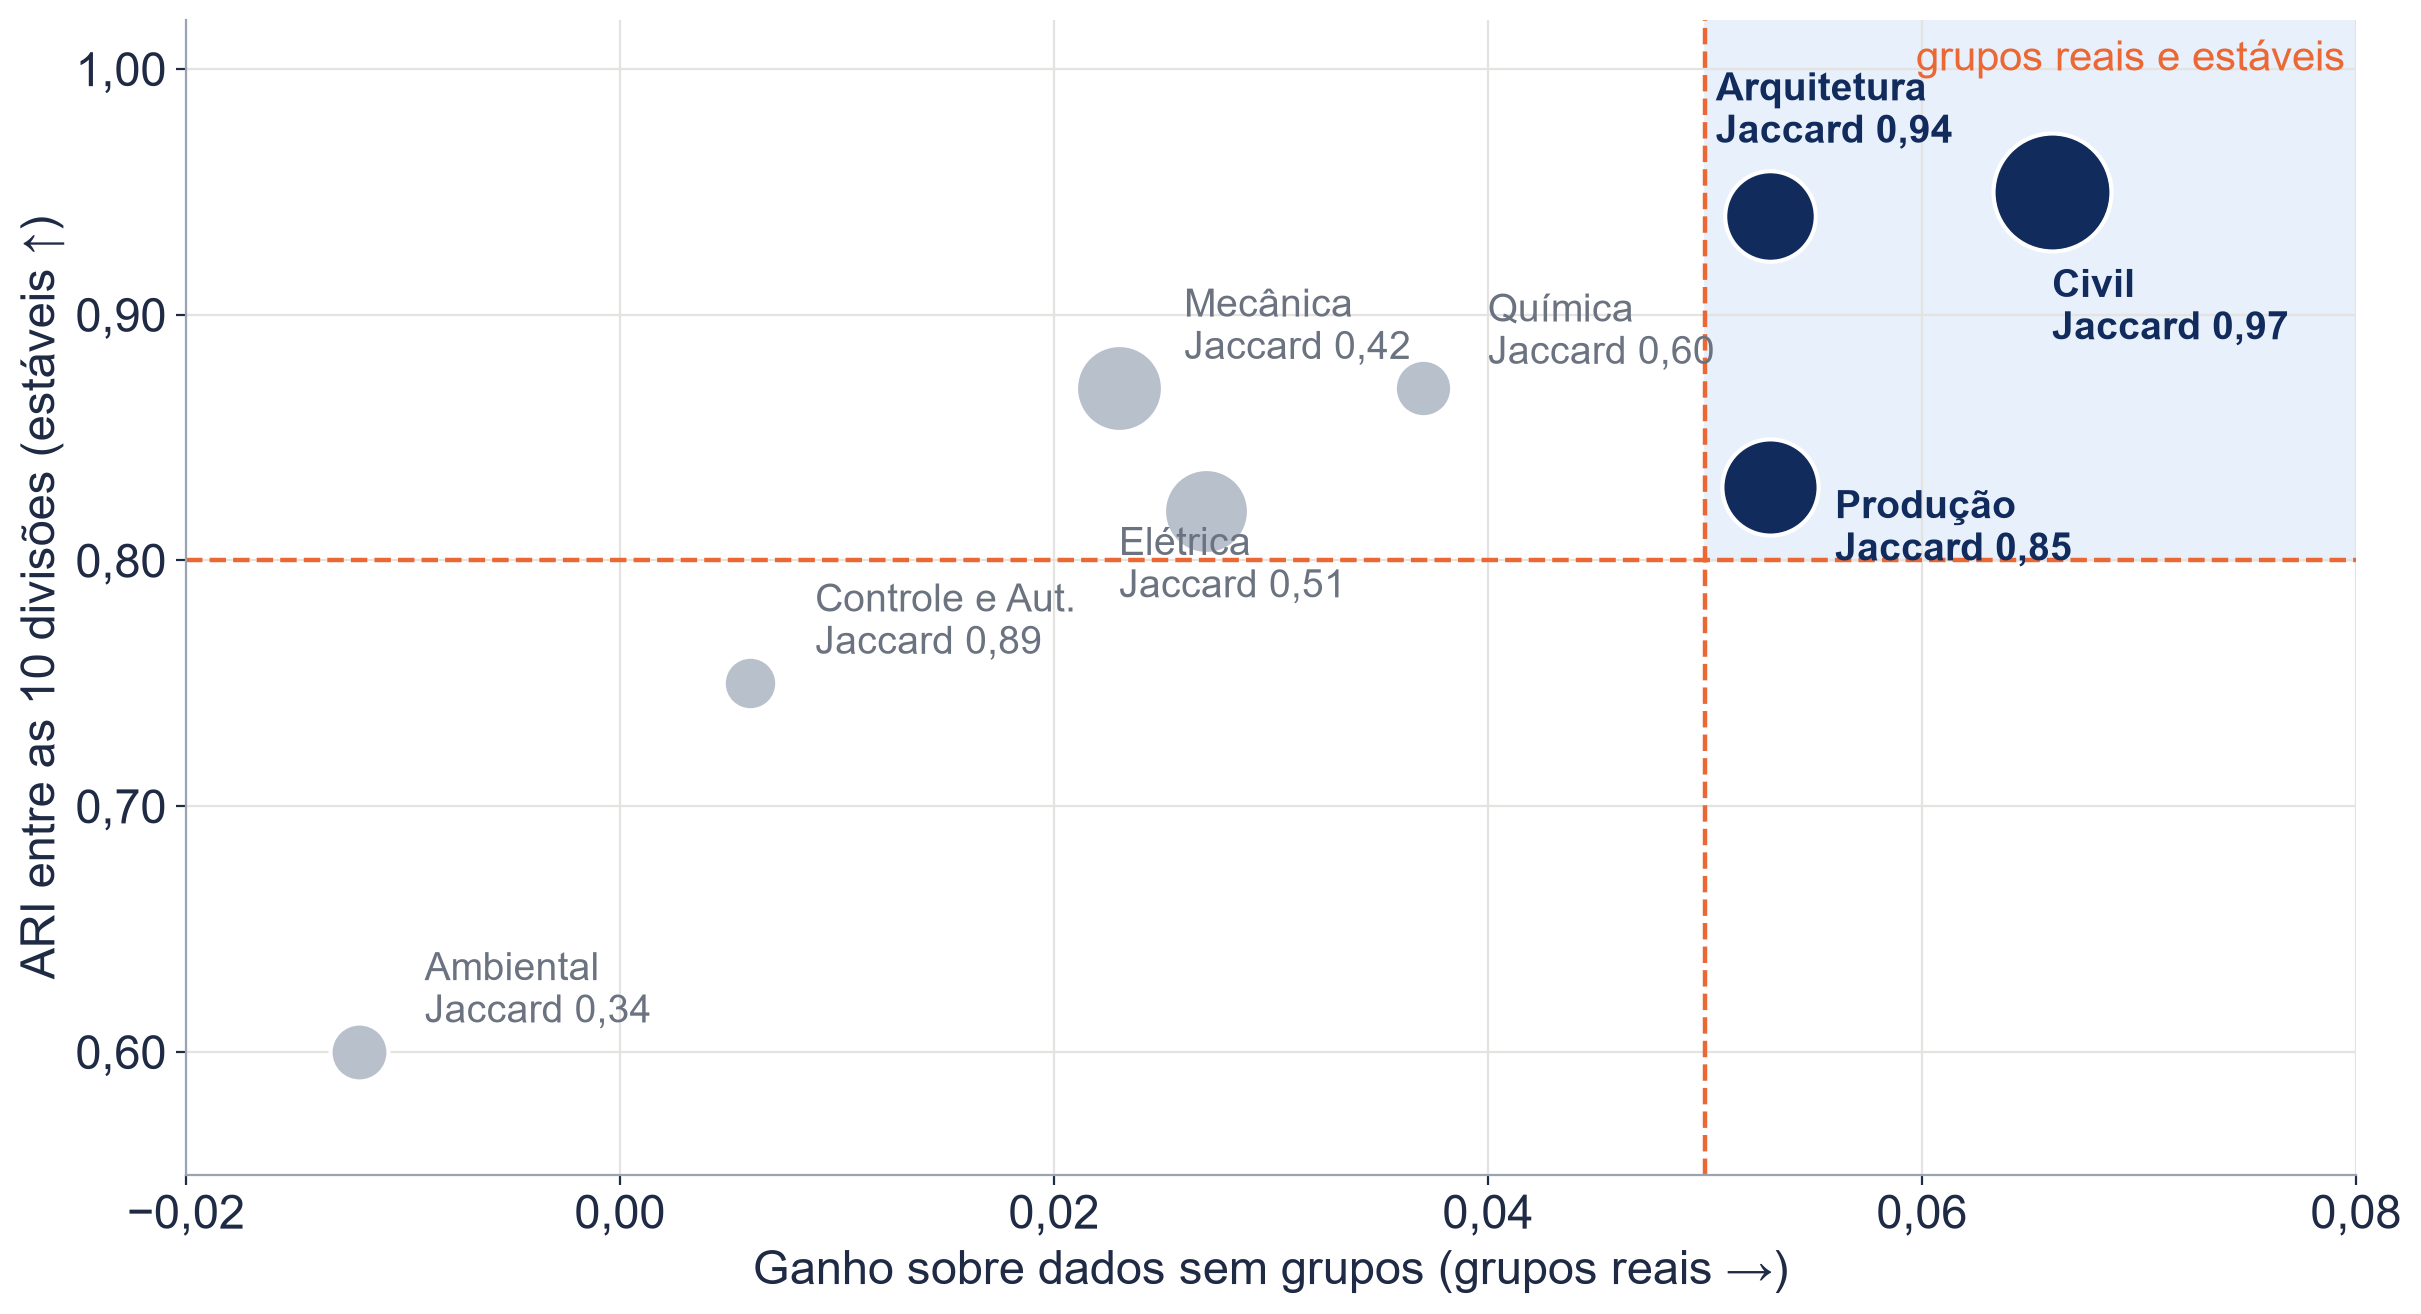 grupos reais e estáveis
Arquitetura
Jaccard 0,94
Civil
Jaccard 0,97
Mecânica
Jaccard 0,42
Química
Jaccard 0,60
Produção
Jaccard 0,85
Elétrica
Jaccard 0,51
Controle e Aut.
Jaccard 0,89
Ambiental
Jaccard 0,34
ARI entre as 10 divisões (estáveis ↑)
1,00
0,90
0,80
0,70
0,60
−0,02
0,00
0,02
0,04
0,06
0,08
Ganho sobre dados sem grupos (grupos reais →)